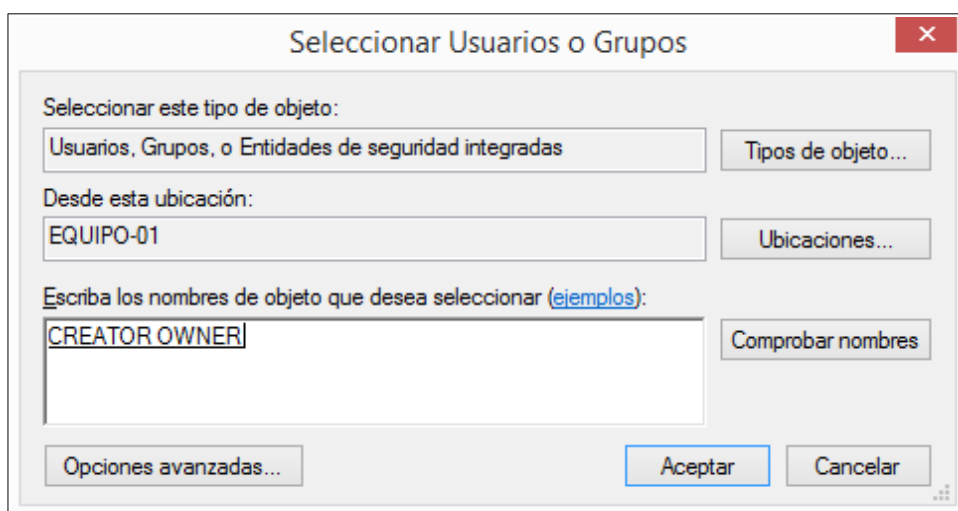 Seleccionar Usuarios o Grupos
Seleccionar este tipo de objeto:
Usuarios, Grupos, o Entidades de seguridad integradas
Tipos de objeto...
Desde esta ubicación:
EQUIPO-01
Ubicaciones...
Escriba los nombres de objeto que desea seleccionar (ejemplos):
CREATOR OWNER
Comprobar nombres
Opciones avanzadas...
Aceptar
Cancelar